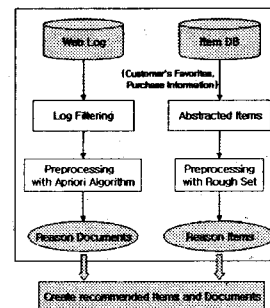 Web Log
Item DB
(Customer's Favorites,
Purchase Information)
Log Filtering
Abstracted Items
Preprocessing
with Apriori Algorithm
Preprocessing
with Rough Set
Reason Documents
Reason Items
Create recommended Items and Documents